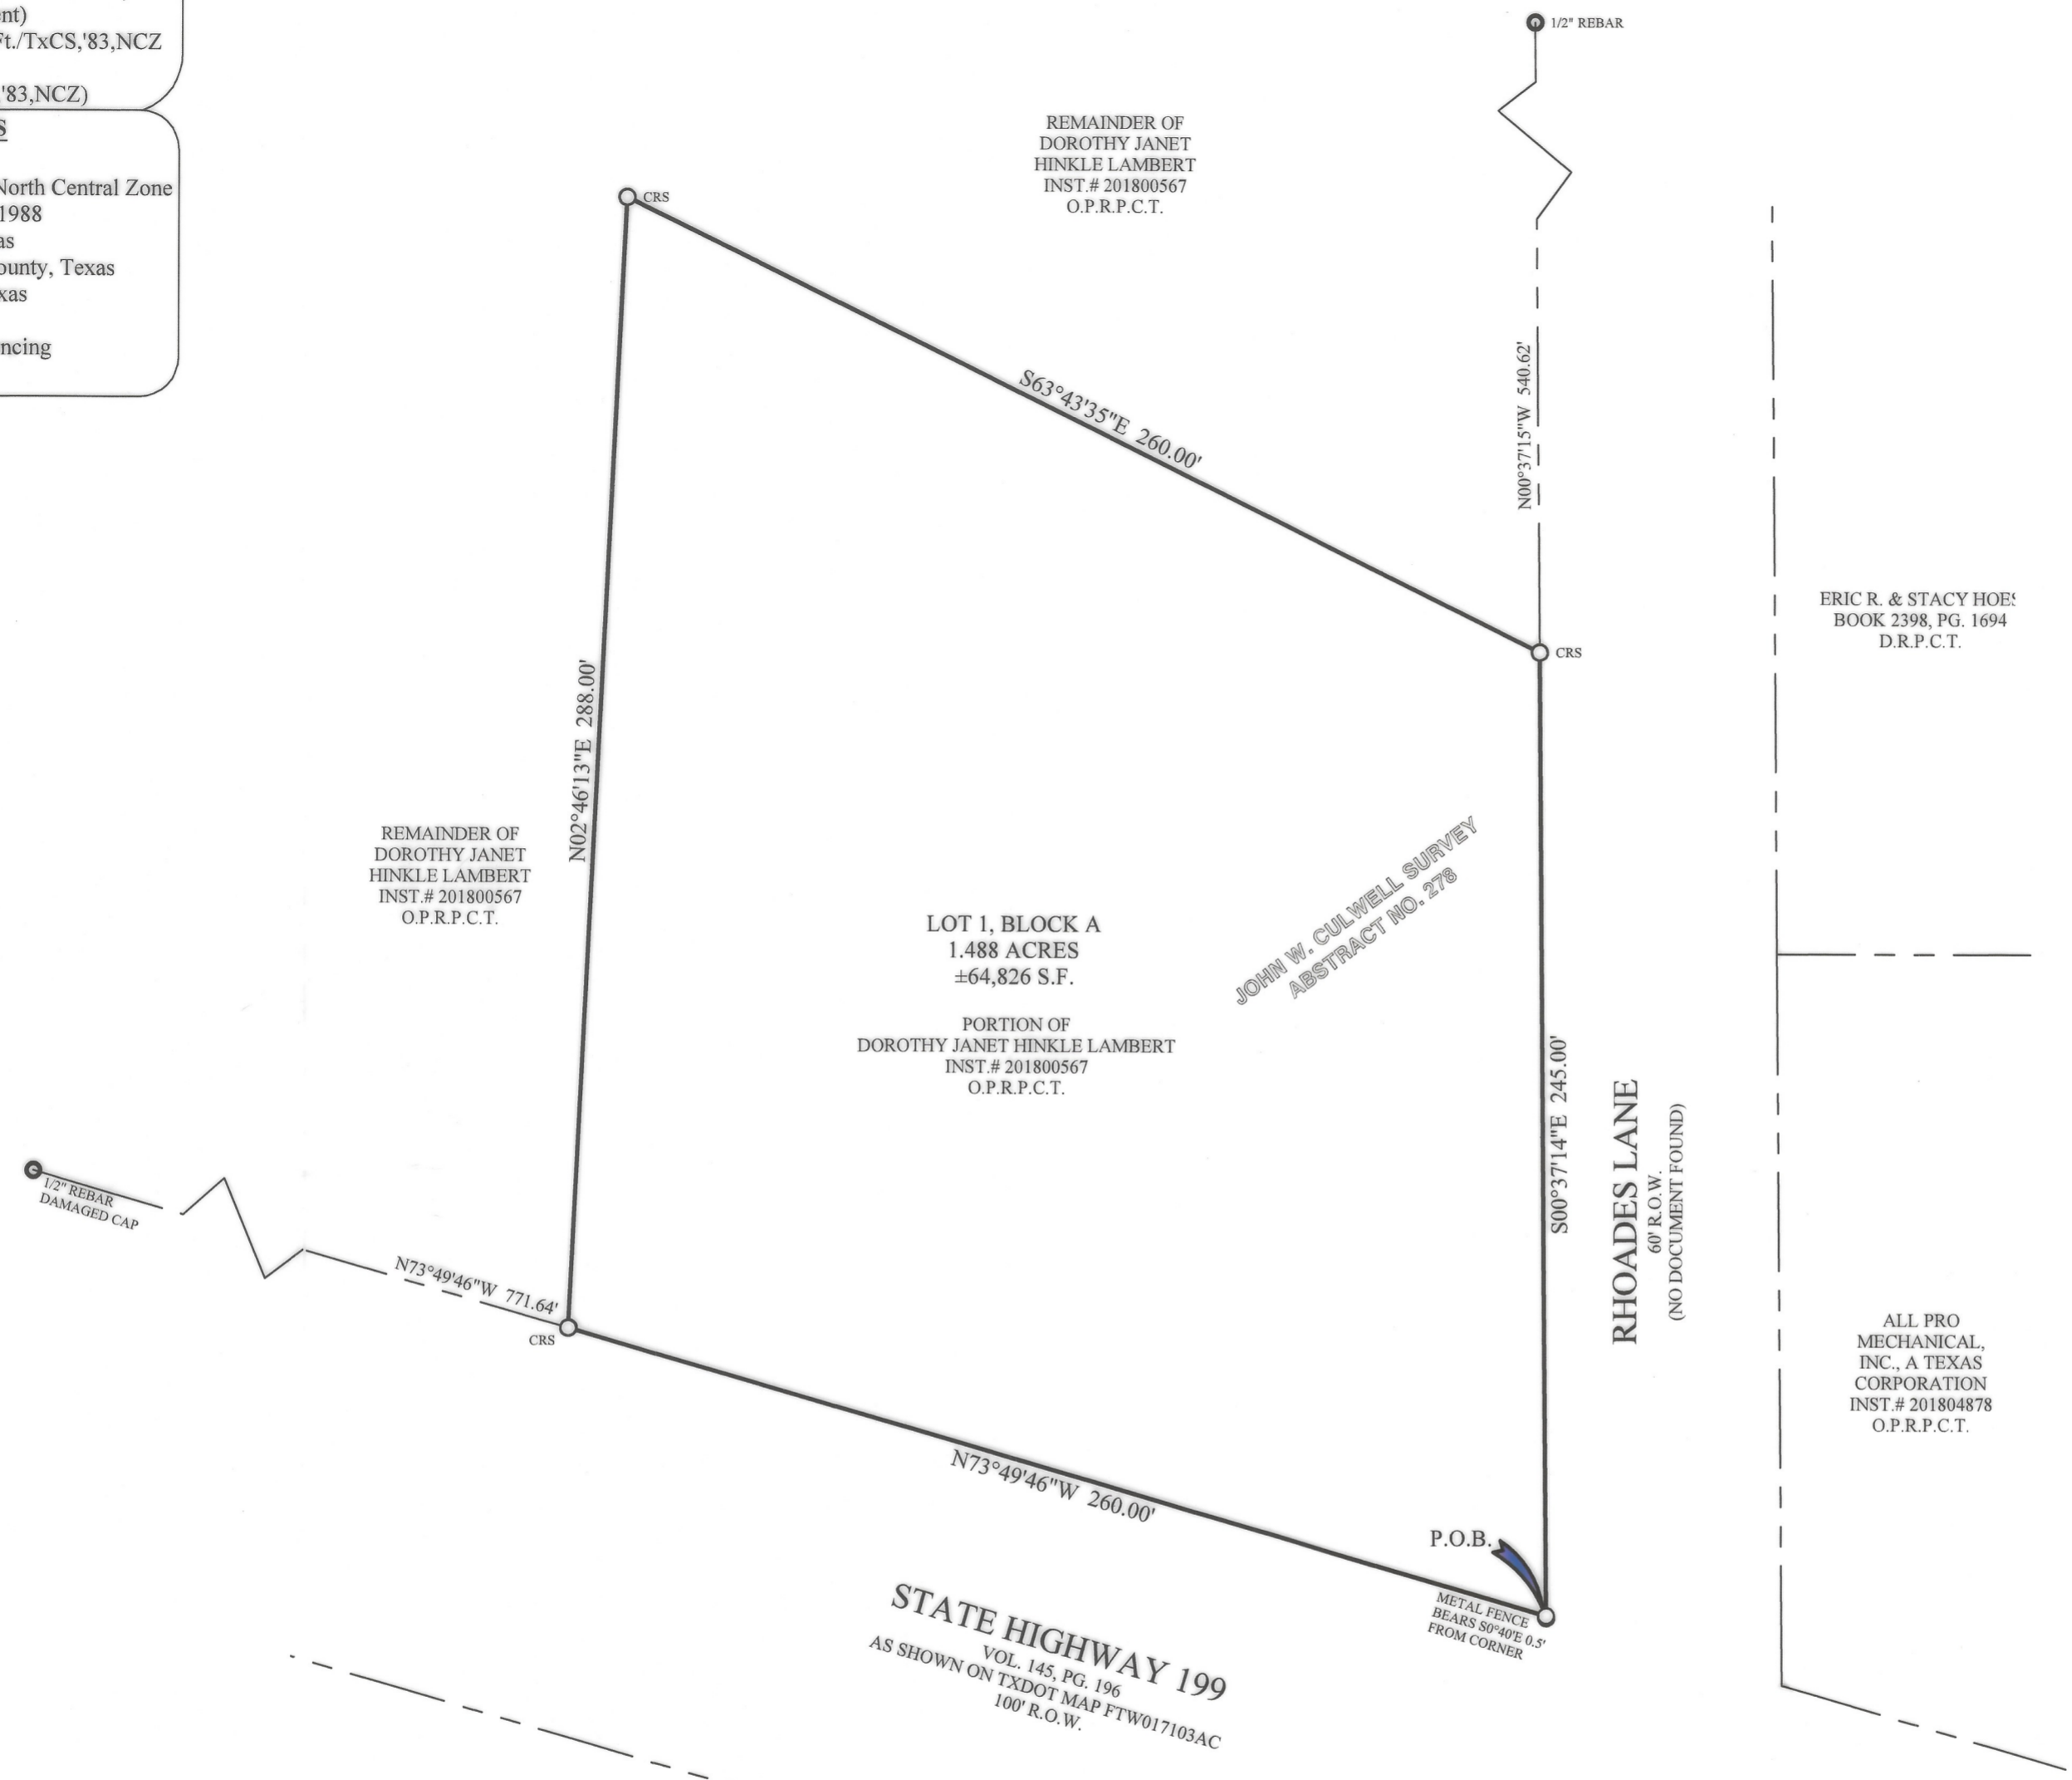 Ft./TxCS,'83,NCZ
'83,NCZ)
North Central Zone
1988
County, Texas
1/2" REBAR
REMAINDER OF
DOROTHY JANET
HINKLE LAMBERT
INST.# 201800567
O.P.R.P.C.T.
CRS
S63°43'35"E 260.00'
N00°37'15"W 540.62'
CRS
ERIC R. & STACY
BOOK 2398, PG. 1694
D.R.P.C.T.
N02°46'13"E 288.00'
REMAINDER OF
DOROTHY JANET
HINKLE LAMBERT
INST.# 201800567
O.P.R.P.C.T.
JOHN W. CULWELL SURVEY
ABSTRACT NO. 278
LOT 1, BLOCK A
1.488 ACRES
±64,826 S.F.
PORTION OF
DOROTHY JANET HINKLE LAMBERT
INST.# 201800567
O.P.R.P.C.T.
S00°37'14"E 245.00'
RHOADES LANE
60' R.O.W.
(NO DOCUMENT FOUND)
1/2" REBAR
DAMAGED CAP
N73°49'46"W 771.64'
CRS
ALL PRO
MECHANICAL,
INC., A TEXAS
CORPORATION
INST.# 201804878
O.P.R.P.C.T.
N73°49'46"W 260.00'
P.O.B.
METAL FENCE
BEARS S0°40'E 0.5'
FROM CORNER
STATE HIGHWAY 199
VOL. 145, PG. 196
AS SHOWN ON TXDOT MAP FTW017103AC
100' R.O.W.